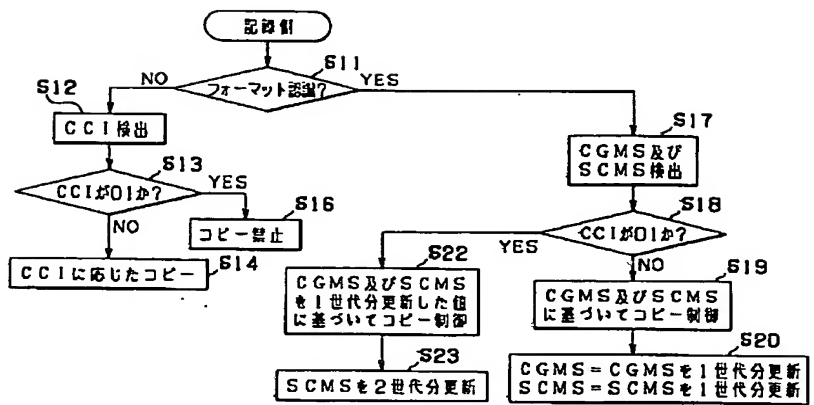 記録側
S11
フォーマット認識?
NO
YES
S12
CCI検出
S13
CCIが01か?
YES
NO
S16
コピー禁止
CCIに応じたコピー
S14
S17
CGMS及び
SCMS検出
S18
CCIが01か?
YES
NO
S22
CGMS及びSCMS
を1世代分更新した値
に基づいてコピー制御
S23
SCMSを2世代分更新
S19
CGMS及びSCMS
に基づいてコピー制御
S20
CGMS=CGMSを1世代分更新
SCMS=SCMSを1世代分更新